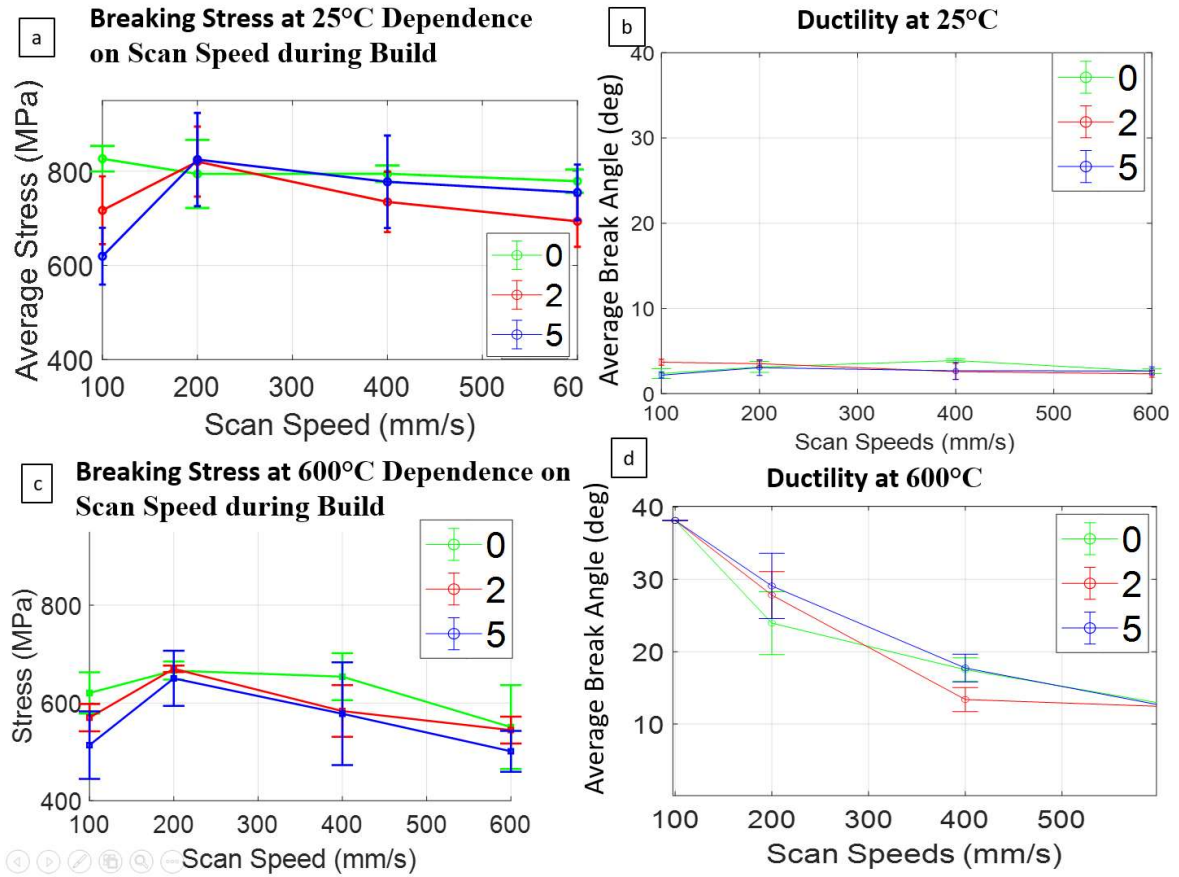 a
Breaking Stress at 25°C Dependence
on Scan Speed during Build
Average Stress (MPa)
800
600
400
100
200
300
400
500
600
Scan Speed (mm/s)
0
2
5
b
Ductility at 25°C
Average Break Angle (deg)
40
30
20
10
0
100
200
300
400
500
600
Scan Speeds (mm/s)
0
2
5
c
Breaking Stress at 600°C Dependence on
Scan Speed during Build
Stress (MPa)
800
600
400
100
200
300
400
500
600
Scan Speed (mm/s)
0
2
5
d
Ductility at 600°C
Average Break Angle (deg)
40
30
20
10
100
200
300
400
500
Scan Speeds (mm/s)
0
2
5